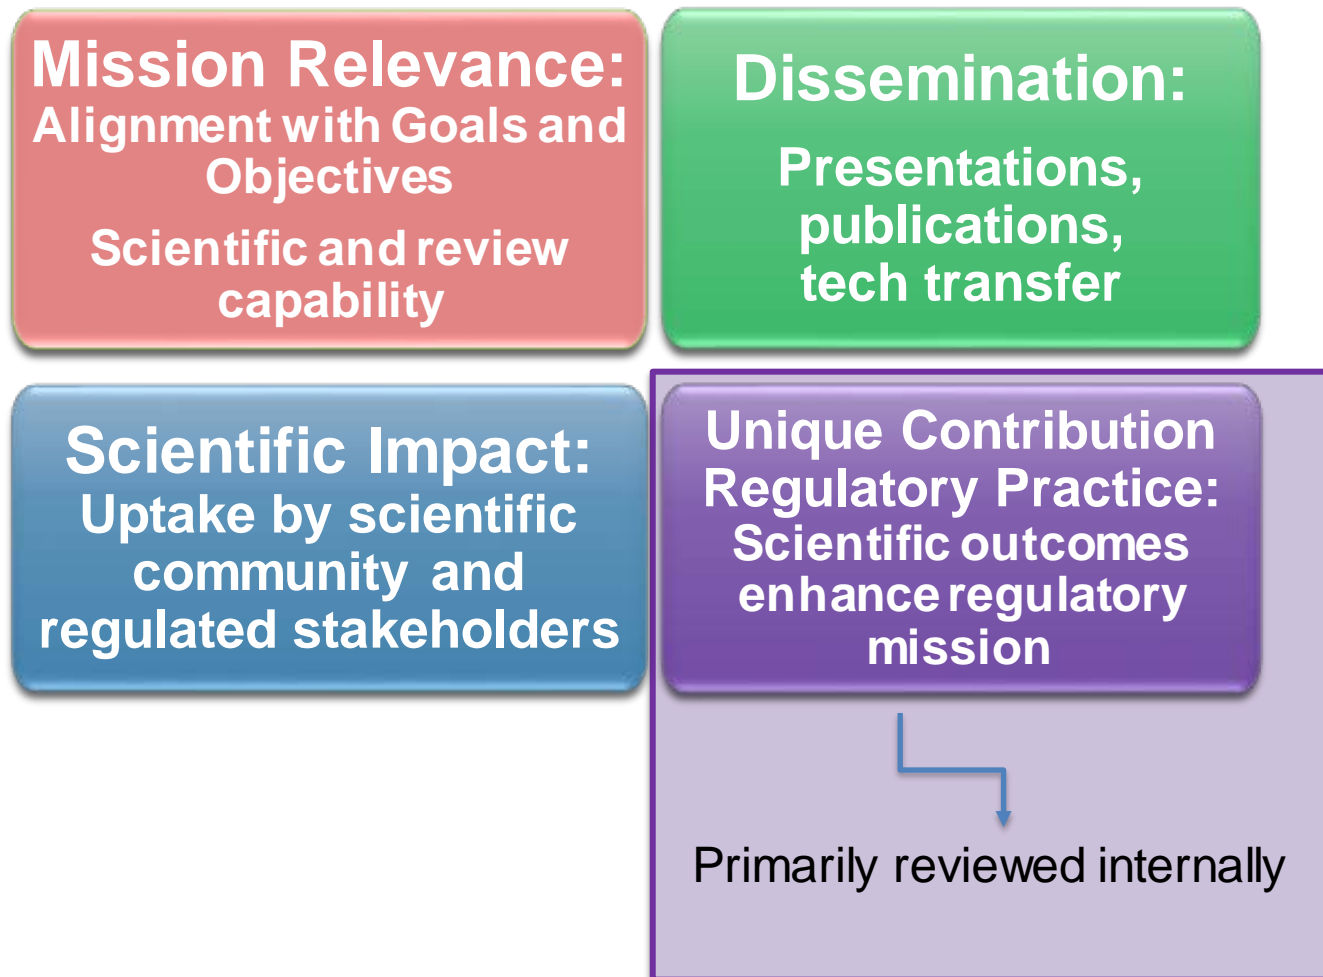 Mission Relevance:
Alignment with Goals and
Objectives
Scientific and review
capability
Dissemination:
Presentations,
publications,
tech transfer
Scientific Impact:
Uptake by scientific
community and
regulated stakeholders
Unique Contribution
Regulatory Practice:
Scientific outcomes
enhance regulatory
mission
Primarily reviewed internally